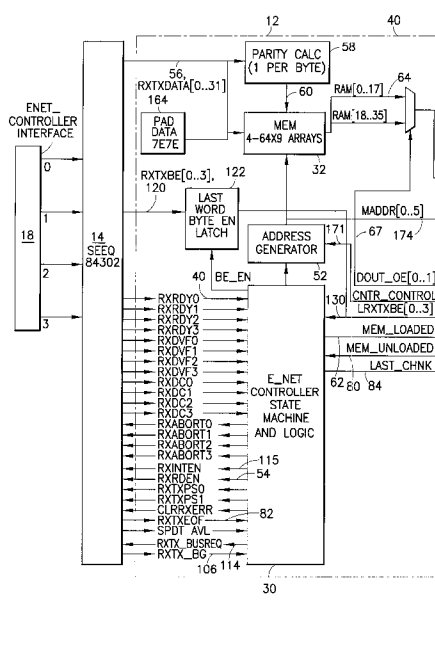 12
40
PARITY CALC
(1 PER BYTE)
58
56,
RXTXDATA[0..31]
164
60
RAM[0..17]
64
PAD
DATA
7E7E
MEM
4-64X9 ARRAYS
RAM[18..35]
32
ENET_
CONTROLLER
INTERFACE
0
RXTXBE[0..3],
120
122
LAST
WORD
BYTE EN
LATCH
MADDR[0..5]
67
174
1
18
14
SEEQ
84302
171
ADDRESS
GENERATOR
52
2
40
BE_EN
DOUT_OE[0..1]
CNTR_CONTROL
130
LRXTXBE[0..3]
3
RXRDY0
RXRDY1
RXRDY2
RXRDY3
RXDVF0
RXDVF1
RXDVF2
RXDVF3
RXDC0
RXDC1
RXDC2
RXDC3
RXABORT0
RXABORT1
RXABORT2
RXABORT3
RXINTEN
115
RXRDEN
54
RXTXPS0
RXTXPS1
CLRRXERR
RXTXEOF
82
SPDT AVL
RXTX_BUSREQ
RXTX_BG
106
114
E_NET
CONTROLLER
STATE
MACHINE
AND LOGIC
30
MEM_LOADED
MEM_UNLOADED
62
80
LAST_CHNK
84